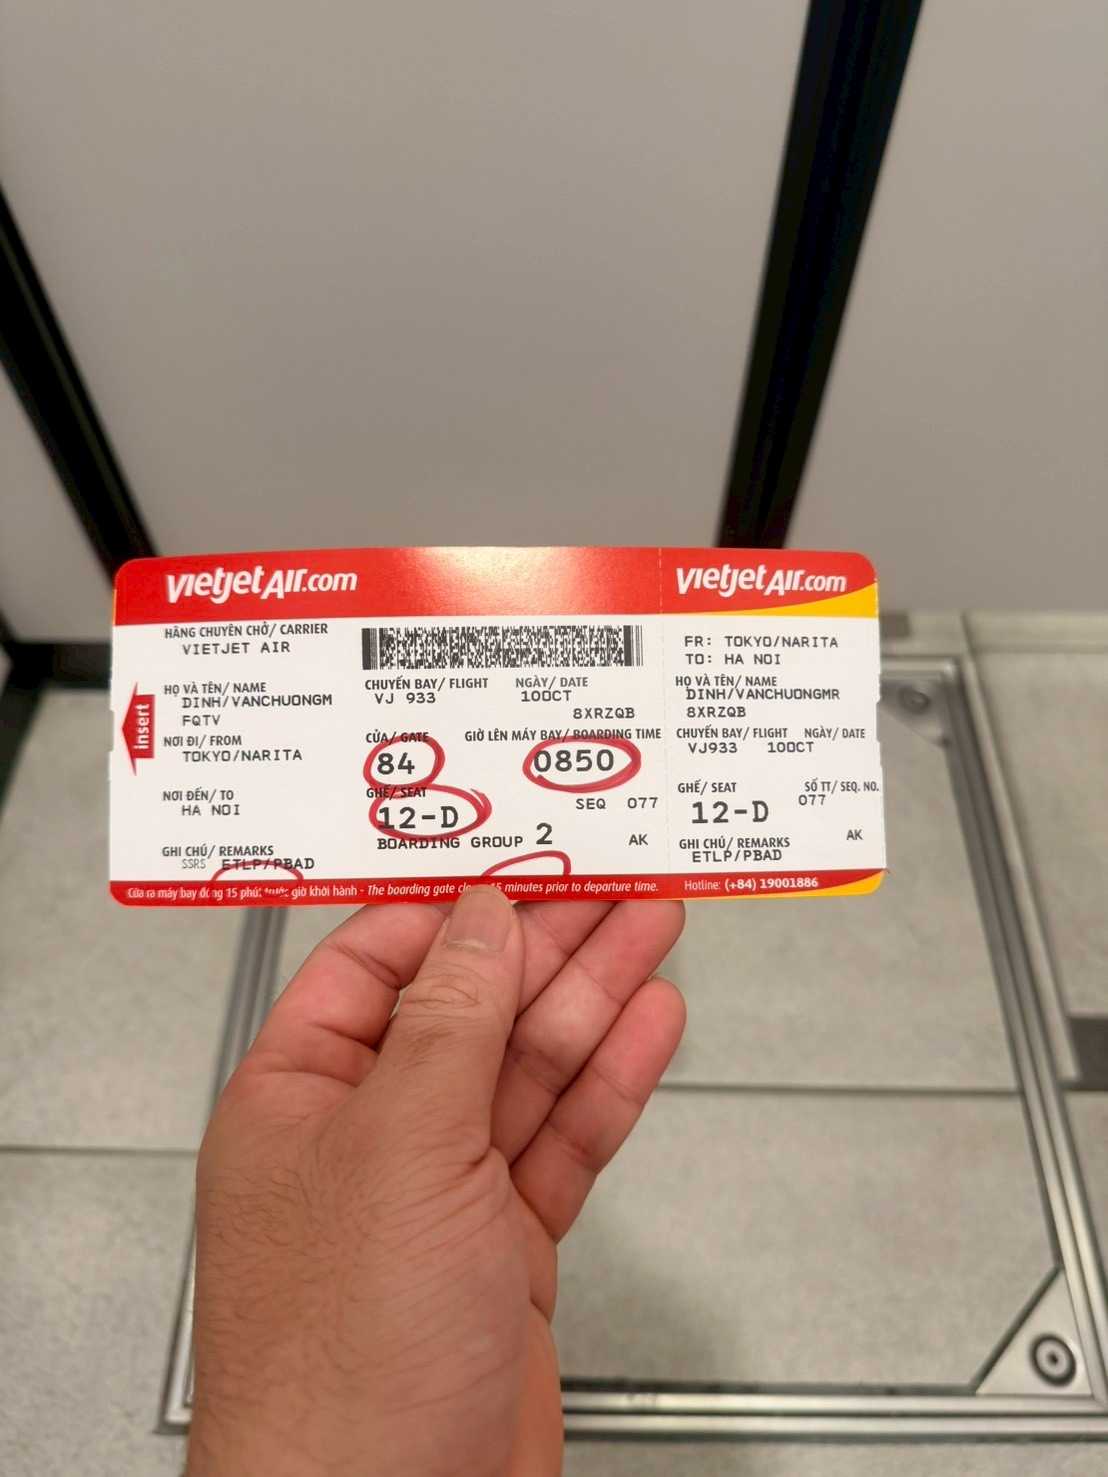 vietjetAir.com
HÃNG CHUYÊN CHỞ/ CARRIER
VIETJET AIR
HỌ VÀ TÊN/ NAME
DINH/VANCHUONGM
FQTV
NƠI ĐI/ FROM
TOKYO/NARITA
NƠI ĐẾN/ TO
HA NOI
GHI CHÚ/ REMARKS
SSRS ETLP/PBAD
insert
CHUYẾN BAY/ FLIGHT NGÀY/ DATE
VJ 933 10OCT
8XRZQB
CỬA/ GATE GIỜ LÊN MÁY BAY/ BOARDING TIME
84 0850
GHẾ/ SEAT
12-D SEQ 077
BOARDING GROUP 2 AK
Cửa ra máy bay đóng 15 phút trước giờ khởi hành - The boarding gate 15 minutes prior to departure time.
vietjetAir.com
FR: TOKYO/NARITA
TO: HA NOI
HỌ VÀ TÊN/ NAME
DINH/VANCHUONGMR
8XRZQB
CHUYẾN BAY/ FLIGHT NGÀY/ DATE
VJ933 10OCT
GHẾ/ SEAT SỐ TT/ SEQ. NO.
12-D 077
GHI CHÚ/ REMARKS AK
ETLP/PBAD
Hotline: (+84) 19001886